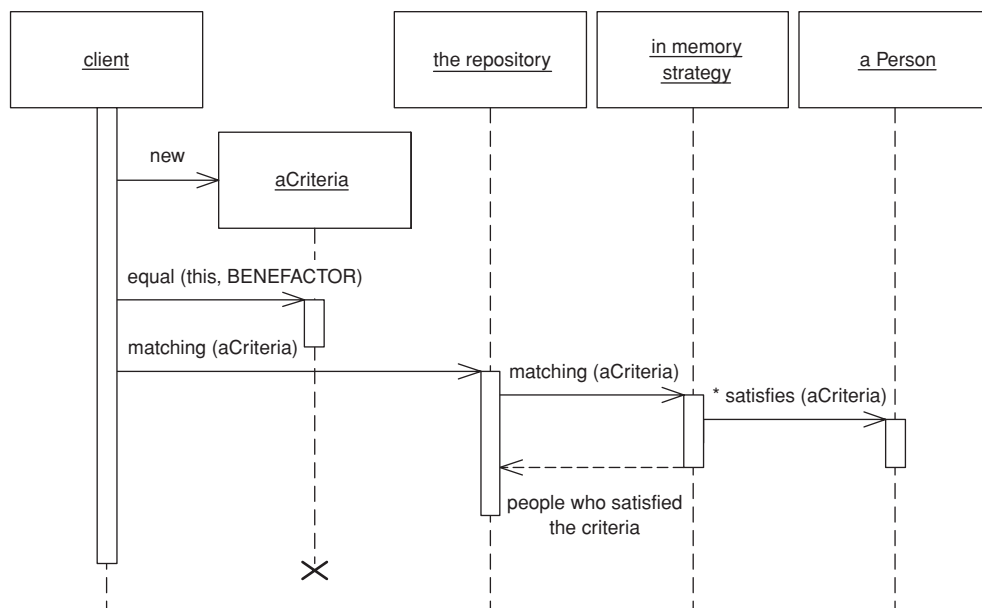 client
the repository
in memory
strategy
a Person
new
aCriteria
equal (this, BENEFACTOR)
matching (aCriteria)
matching (aCriteria)
* satisfies (aCriteria)
people who satisfied
the criteria